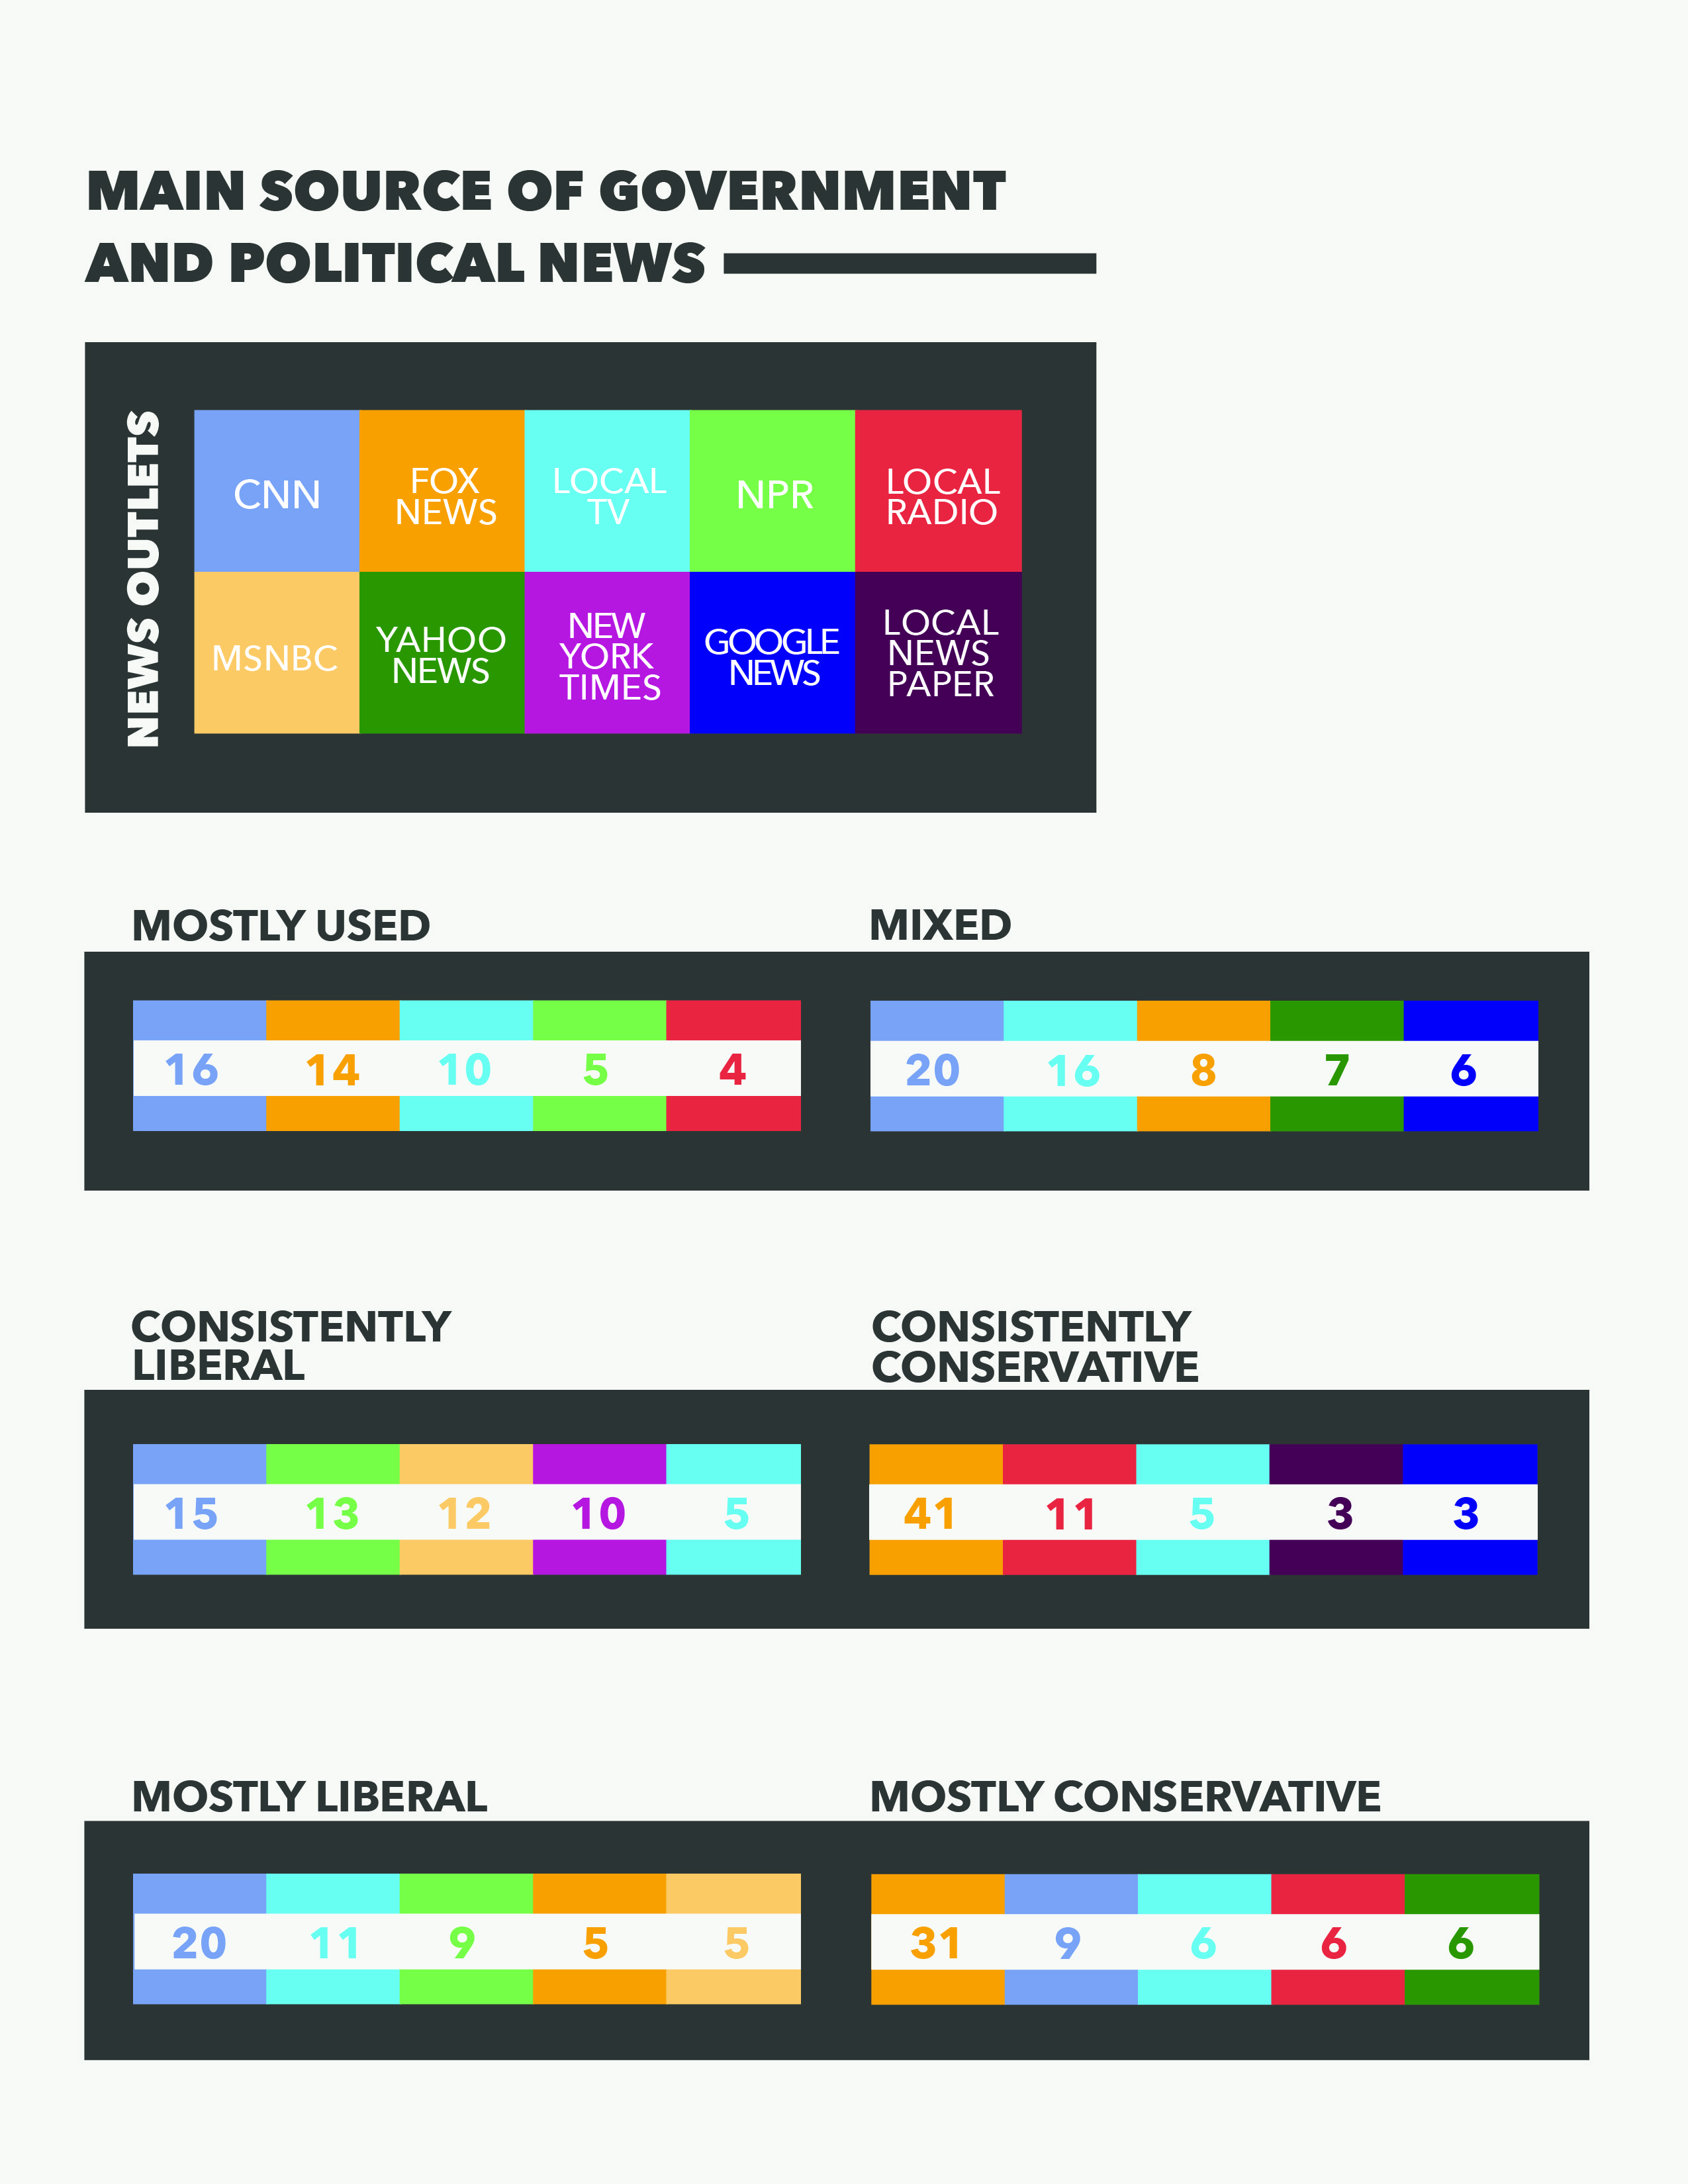 MAIN SOURCE OF GOVERNMENT
AND POLITICAL NEWS
NEWS OUTLETS
CNN
FOX
NEWS
LOCAL
TV
NPR
LOCAL
RADIO
MSNBC
YAHOO
NEWS
NEW
YORK
TIMES
GOOGLE
NEWS
LOCAL
NEWS
PAPER
MOSTLY USED
16 14 10 5 4
MIXED
20 16 8 7 6
CONSISTENTLY
LIBERAL
15 13 12 10 5
CONSISTENTLY
CONSERVATIVE
41 11 5 3 3
MOSTLY LIBERAL
20 11 9 5 5
MOSTLY CONSERVATIVE
31 9 6 6 6